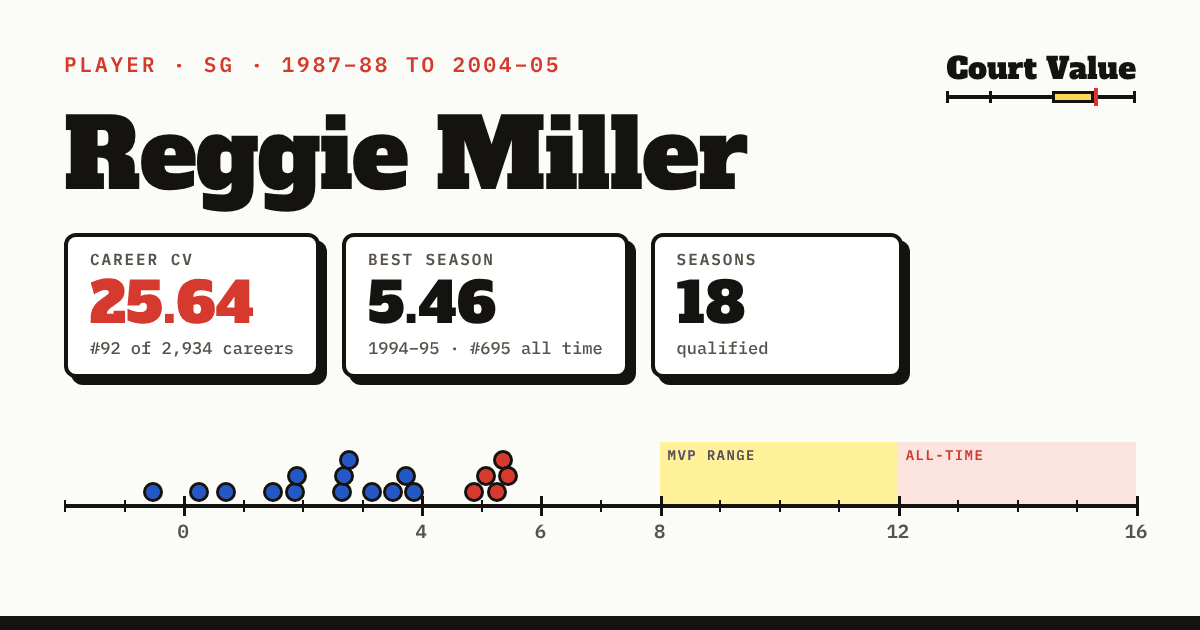 PLAYER · SG · 1987–88 TO 2004–05
Court Value
Reggie Miller
CAREER CV
25.64
#92 of 2,934 careers
BEST SEASON
5.46
1994–95 · #695 all time
SEASONS
18
qualified
MVP RANGE
ALL-TIME
0 4 6 8 12 16